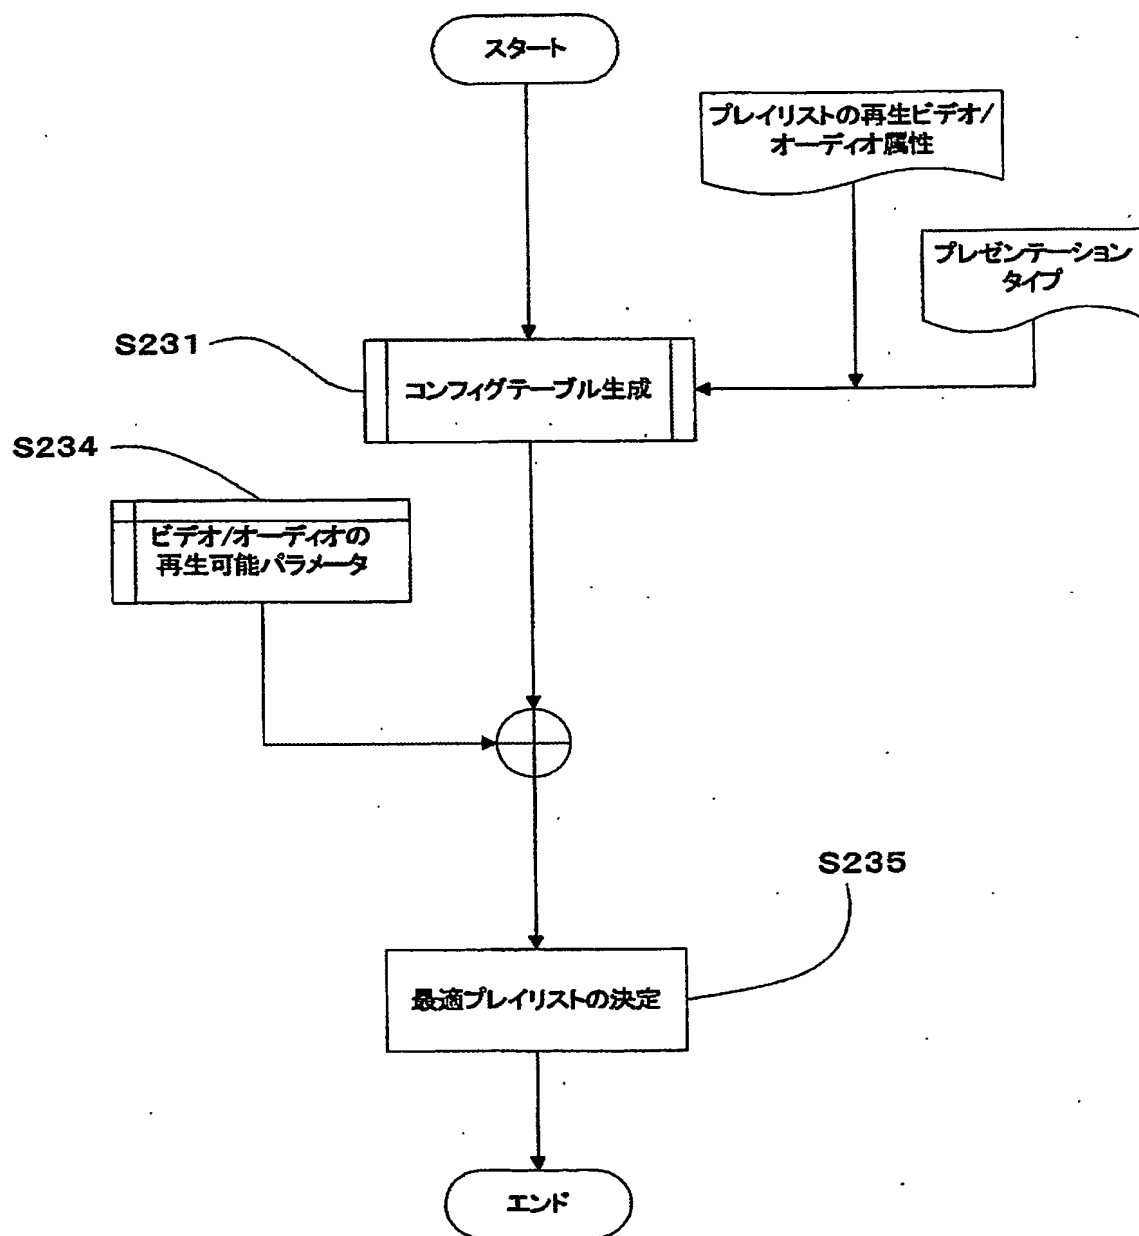 スタート
プレイリストの再生ビデオ/
オーディオ属性
プレゼンテーション
タイプ
S231
コンフィグテーブル生成
S234
ビデオ/オーディオの
再生可能パラメータ
S235
最適プレイリストの決定
エンド